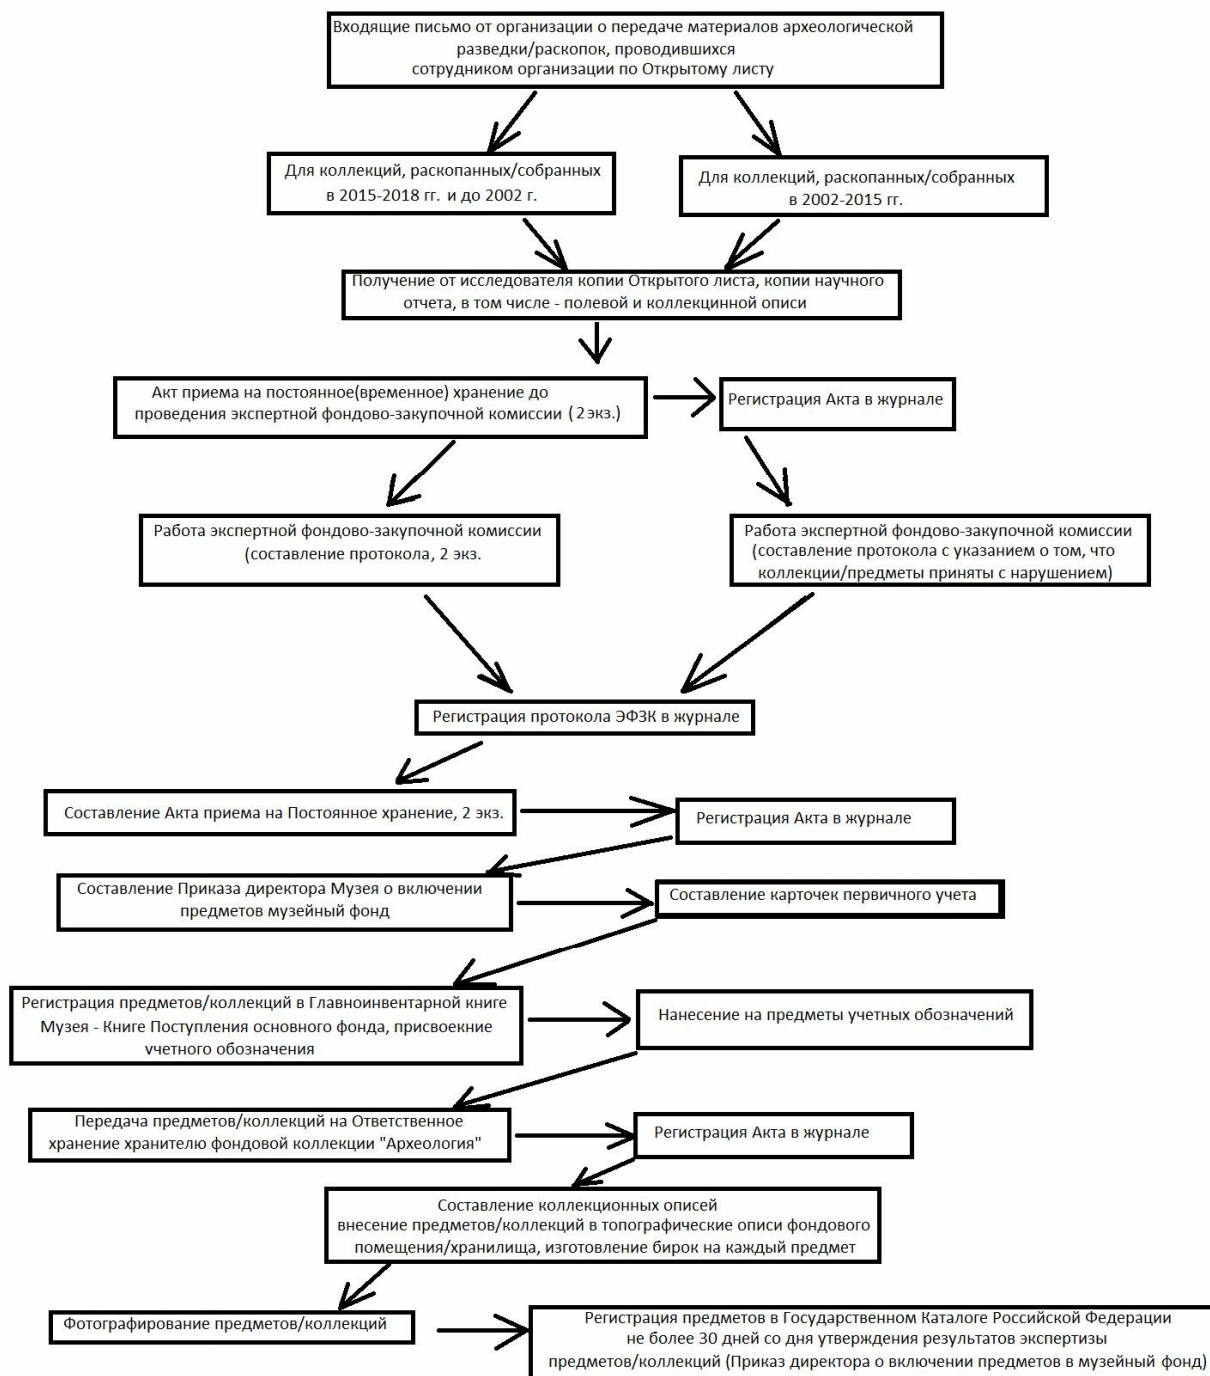 Входящие письмо от организации о передаче материалов археологической
разведки/раскопок, проводившихся
сотрудником организации по Открытому листу
Для коллекций, раскопанных/собранных
в 2015-2018 гг. и до 2002 г.
Для коллекций, раскопанных/собранных
в 2002-2015 гг.
Получение от исследователя копии Открытого листа, копии научного
отчета, в том числе - полевой и коллекцинной описи
Акт приема на постоянное(временное) хранение до
проведения экспертной фондово-закупочной комиссии (2 экз.)
Регистрация Акта в журнале
Работа экспертной фондово-закупочной комиссии
(составление протокола, 2 экз.
Работа экспертной фондово-закупочной комиссии
(составление протокола с указанием о том, что
коллекции/предметы приняты с нарушением)
Регистрация протокола ЭФЗК в журнале
Составление Акта приема на Постоянное хранение, 2 экз.
Регистрация Акта в журнале
Составление Приказа директора Музея о включении
предметов музейный фонд
Составление карточек первичного учета
Регистрация предметов/коллекций в Главноинвентарной книге
Музея - Книге Поступления основного фонда, присвоекние
учетного обозначения
Нанесение на предметы учетных обозначений
Передача предметов/коллекций на Ответственное
хранение хранителю фондовой коллекции "Археология"
Регистрация Акта в журнале
Составление коллекционных описей
внесение предметов/коллекций в топографические описи фондового
помещения/хранилища, изготовление бирок на каждый предмет
Фотографирование предметов/коллекций
Регистрация предметов в Государственном Каталоге Российской Федерации
не более 30 дней со дня утверждения результатов экспертизы
предметов/коллекций (Приказ директора о включении предметов в музейный фонд)